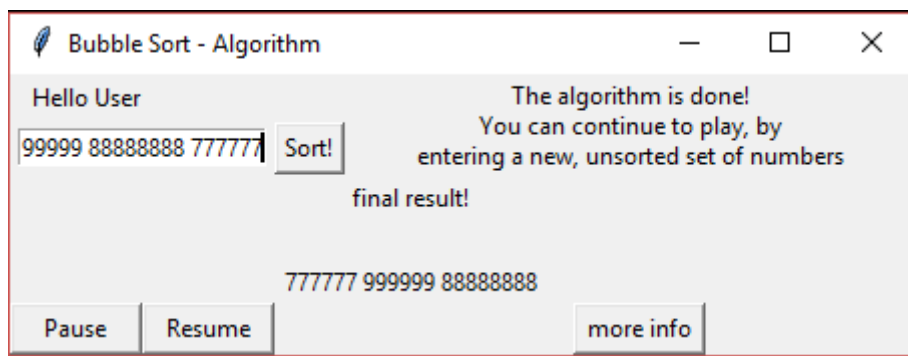 Bubble Sort - Algorithm
Hello User
The algorithm is done!
You can continue to play, by
entering a new, unsorted set of numbers
99999 88888888 777777
Sort!
final result!
777777 999999 88888888
Pause
Resume
more info